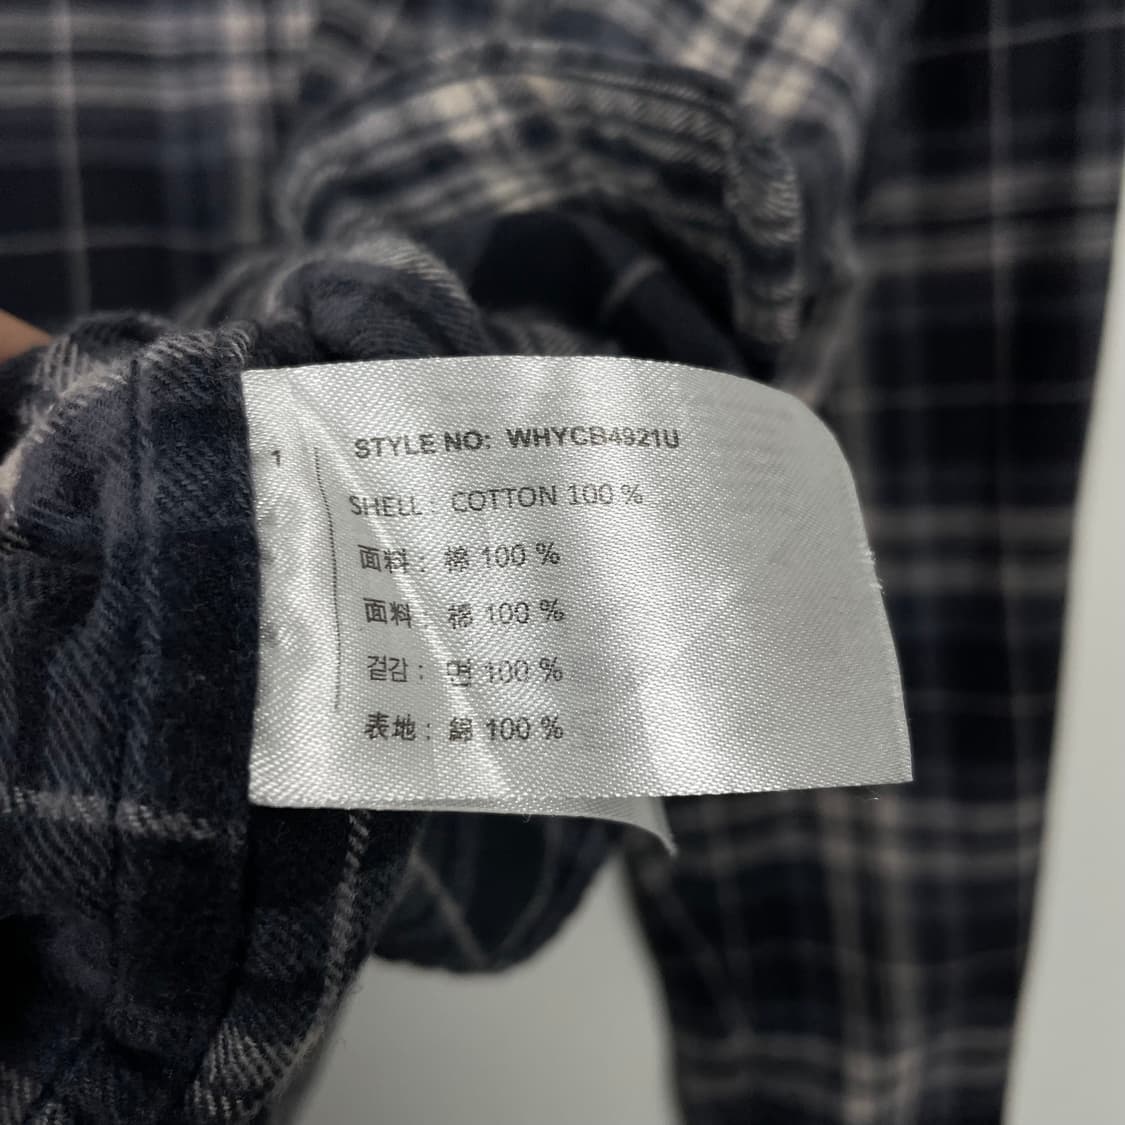 1
STYLE NO: WHYCB4921U
SHELL : COTTON 100 %
面料 : 棉 100 %
面料 : 棉 100 %
겉감 : 면 100 %
表地 : 綿 100 %